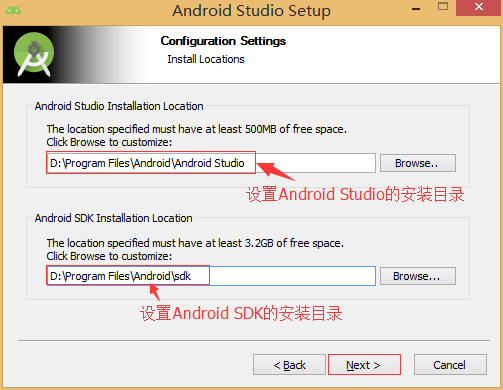 Android Studio Setup
Configuration Settings
Install Locations
Android Studio Installation Location
The location specified must have at least 500MB of free space.
Click Browse to customize:
D:\Program Files\Android\Android Studio
Browse..
设置Android Studio的安装目录
Android SDK Installation Location
The location specified must have at least 3.2GB of free space.
Click Browse to customize:
D:\Program Files\Android\sdk
Browse...
设置Android SDK的安装目录
< Back
Next >
Cancel